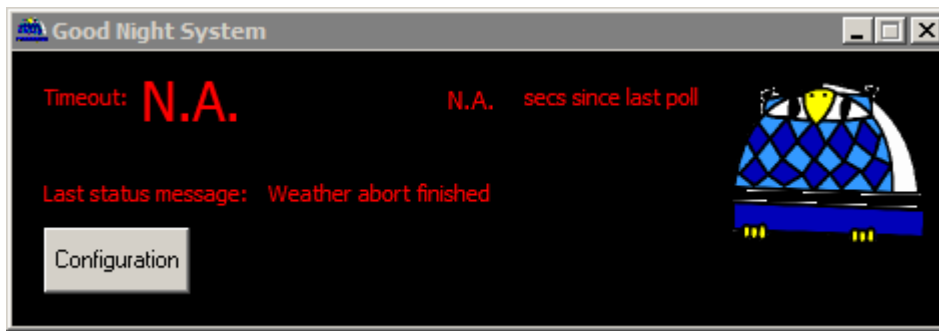 Good Night System
Timeout: N.A. N.A. secs since last poll
Last status message: Weather abort finished
Configuration